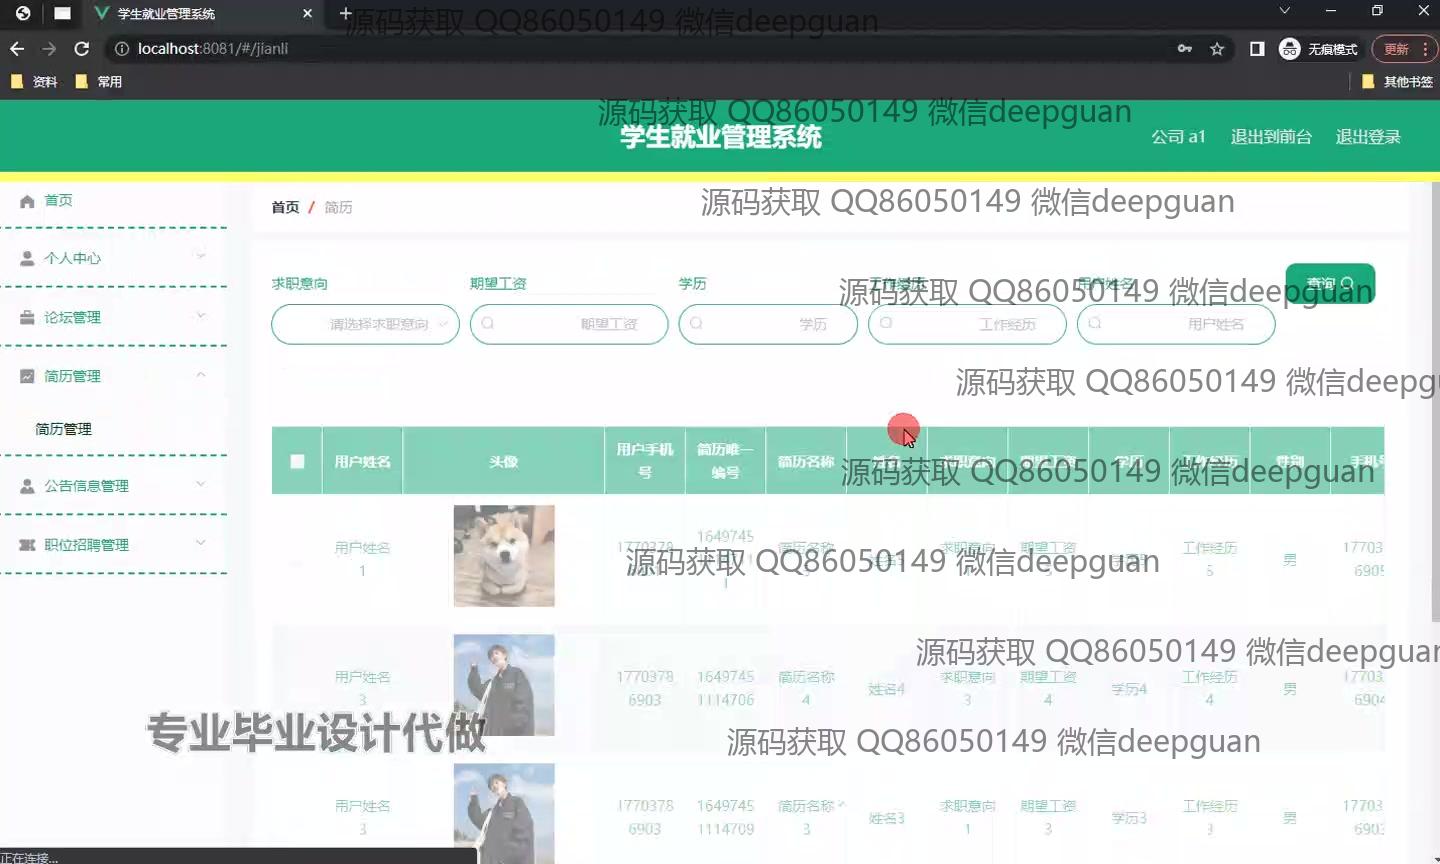 学生就业管理系统
源码获取 QQ86050149 微信deepguan
localhost:8081/#/jianli
无痕模式
更新
资料
常用
其他书签
源码获取 QQ86050149 微信deepguan
学生就业管理系统
公司 a1
退出到前台
退出登录
首页
首页 / 简历
源码获取 QQ86050149 微信deepguan
个人中心
求职意向
期望工资
学历
工作经历
用户姓名
查询
源码获取 QQ86050149 微信deepguan
论坛管理
请选择求职意向
期望工资
学历
工作经历
用户姓名
简历管理
源码获取 QQ86050149 微信deepg
简历管理
用户姓名
头像
用户手机号
简历唯一编号
简历名称
求职意向
期望工资
学历
工作经历
性别
手机号
源码获取 QQ86050149 微信deepguan
公告信息管理
职位招聘管理
用户姓名
1
1649745
求职意向
期望工资
工作经历
5
男
17703
6905
源码获取 QQ86050149 微信deepguan
源码获取 QQ86050149 微信deepguan
用户姓名
3
1770378
6903
1649745
1114706
简历名称
4
姓名4
求职意向
3
期望工资
4
学历4
工作经历
4
男
17703
6904
专业毕业设计代做
源码获取 QQ86050149 微信deepguan
用户姓名
3
1770378
6903
1649745
1114709
简历名称
3
姓名3
求职意向
1
期望工资
3
学历3
工作经历
3
男
17703
6903
正在连接...